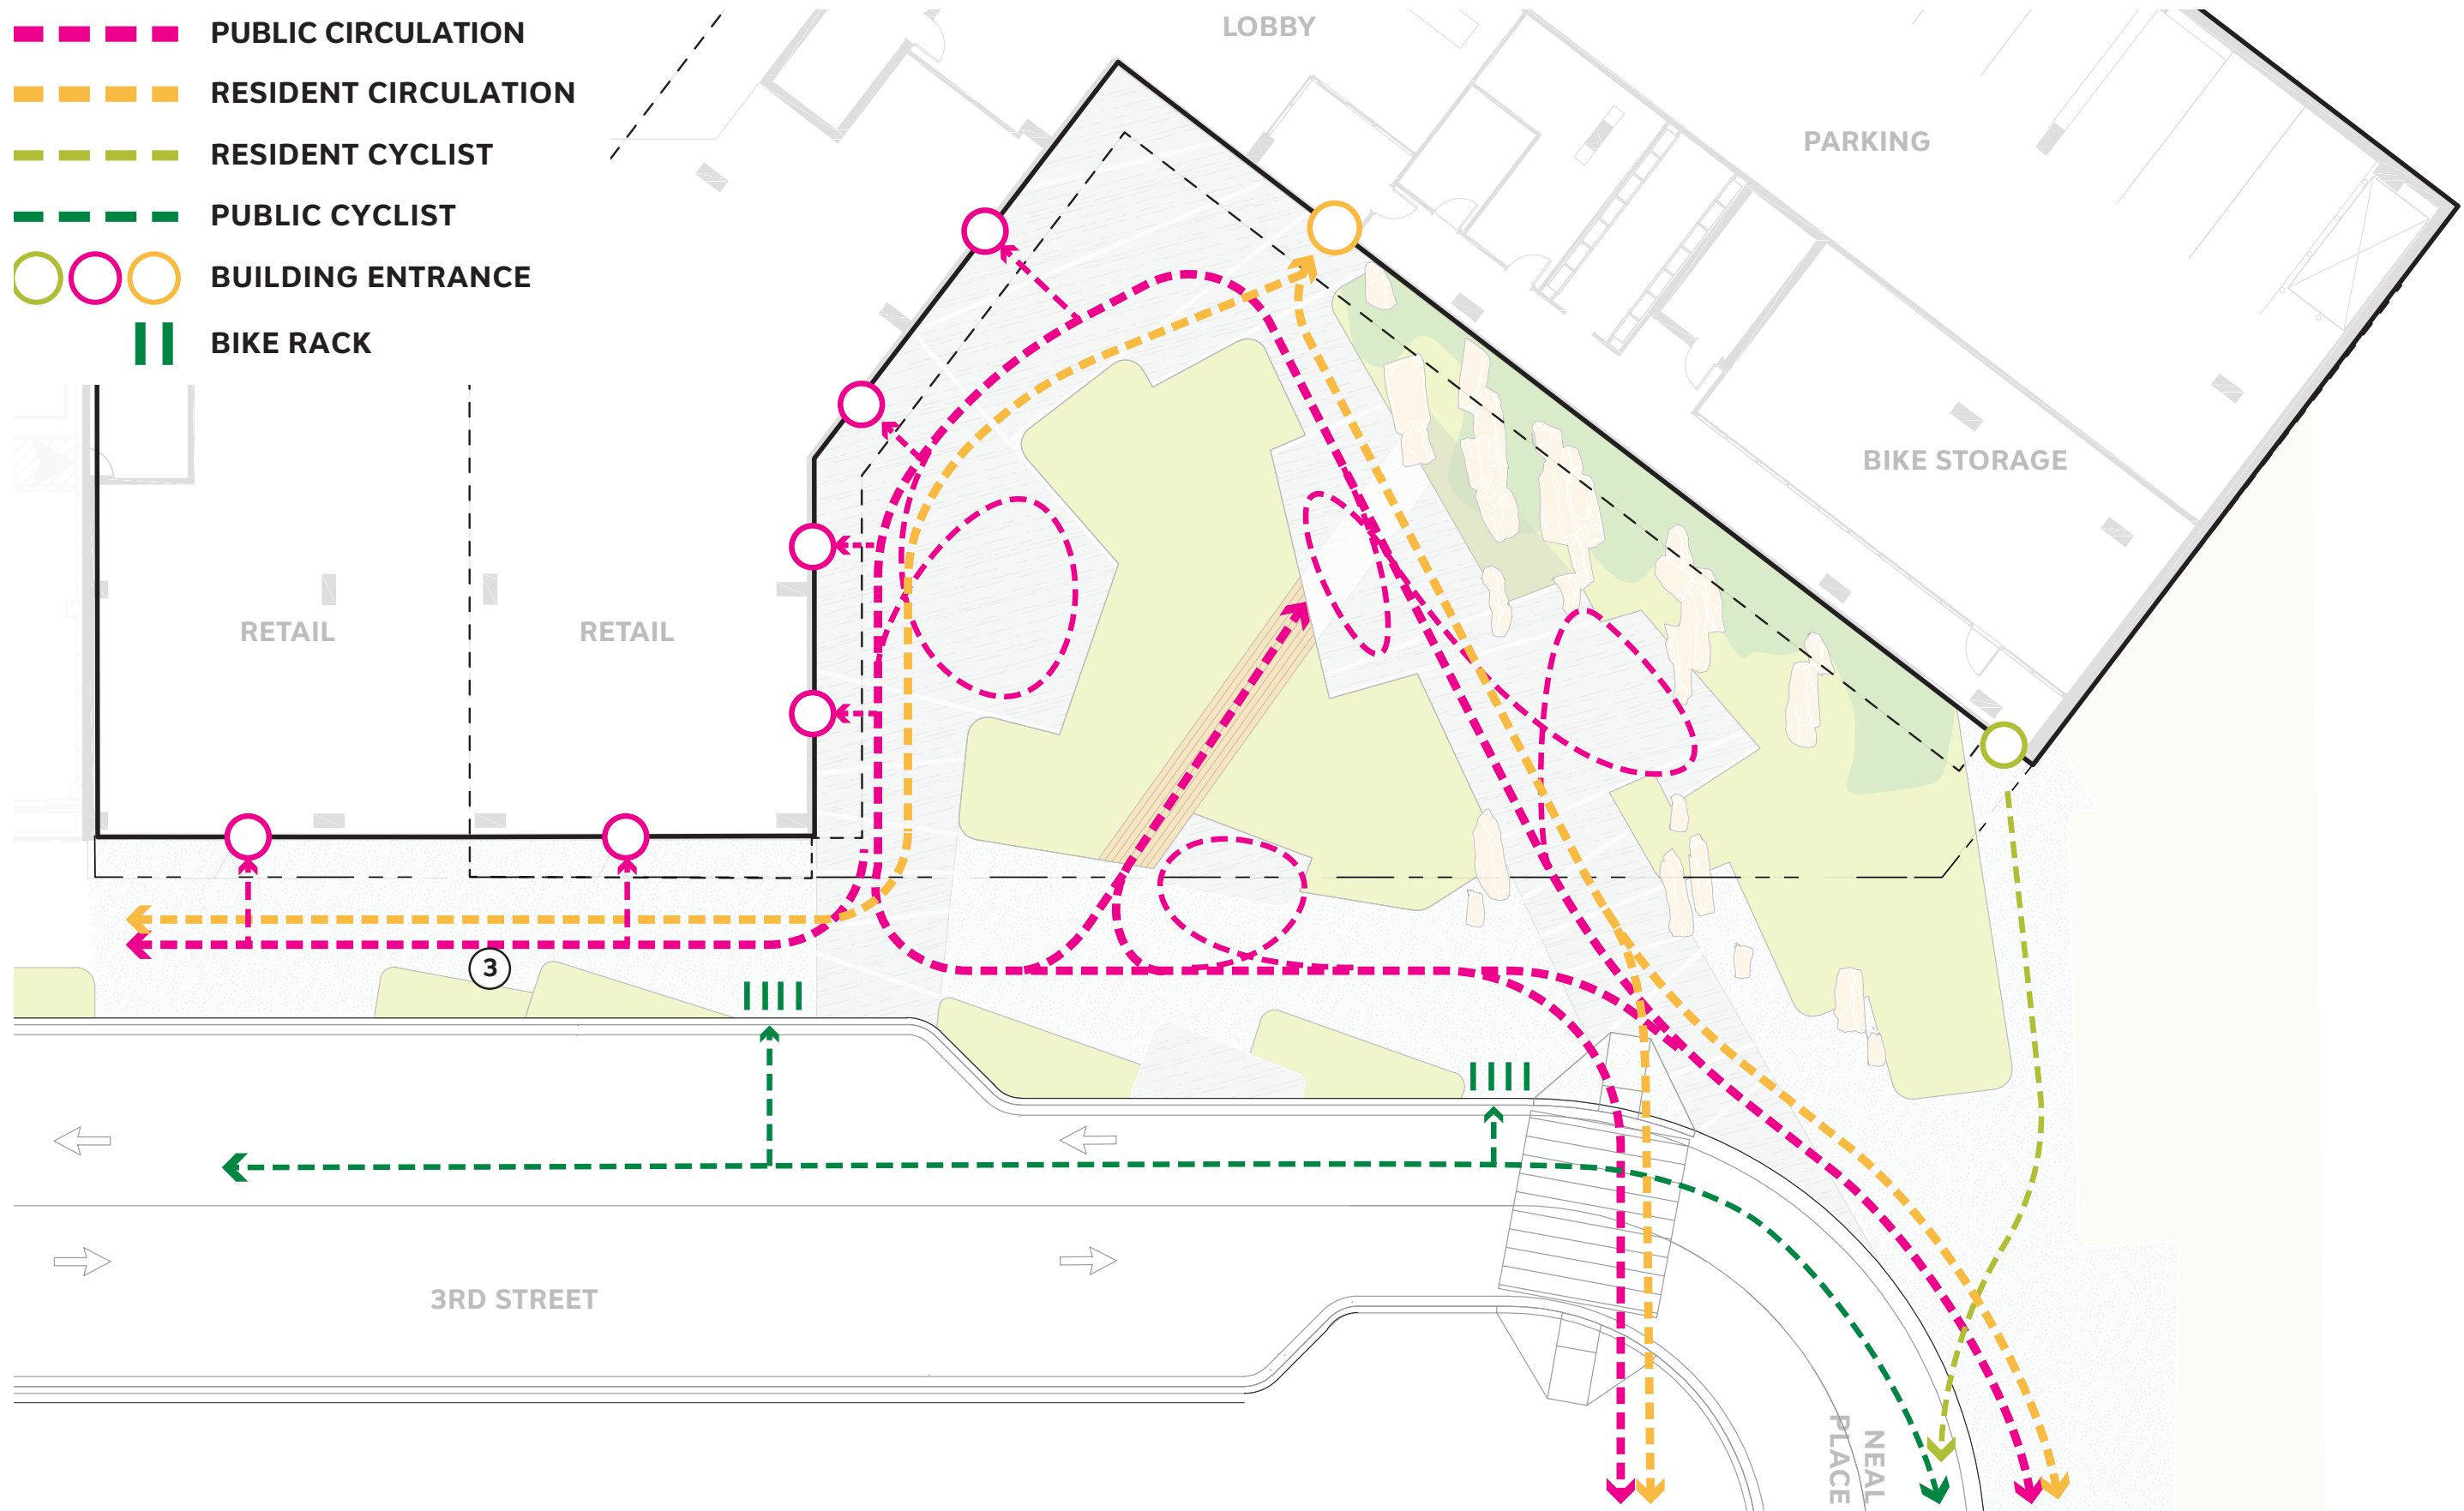 PUBLIC CIRCULATION
RESIDENT CIRCULATION
RESIDENT CYCLIST
PUBLIC CYCLIST
BUILDING ENTRANCE
BIKE RACK
LOBBY
PARKING
BIKE STORAGE
RETAIL
RETAIL
3
3RD STREET
NEAL
PLACE